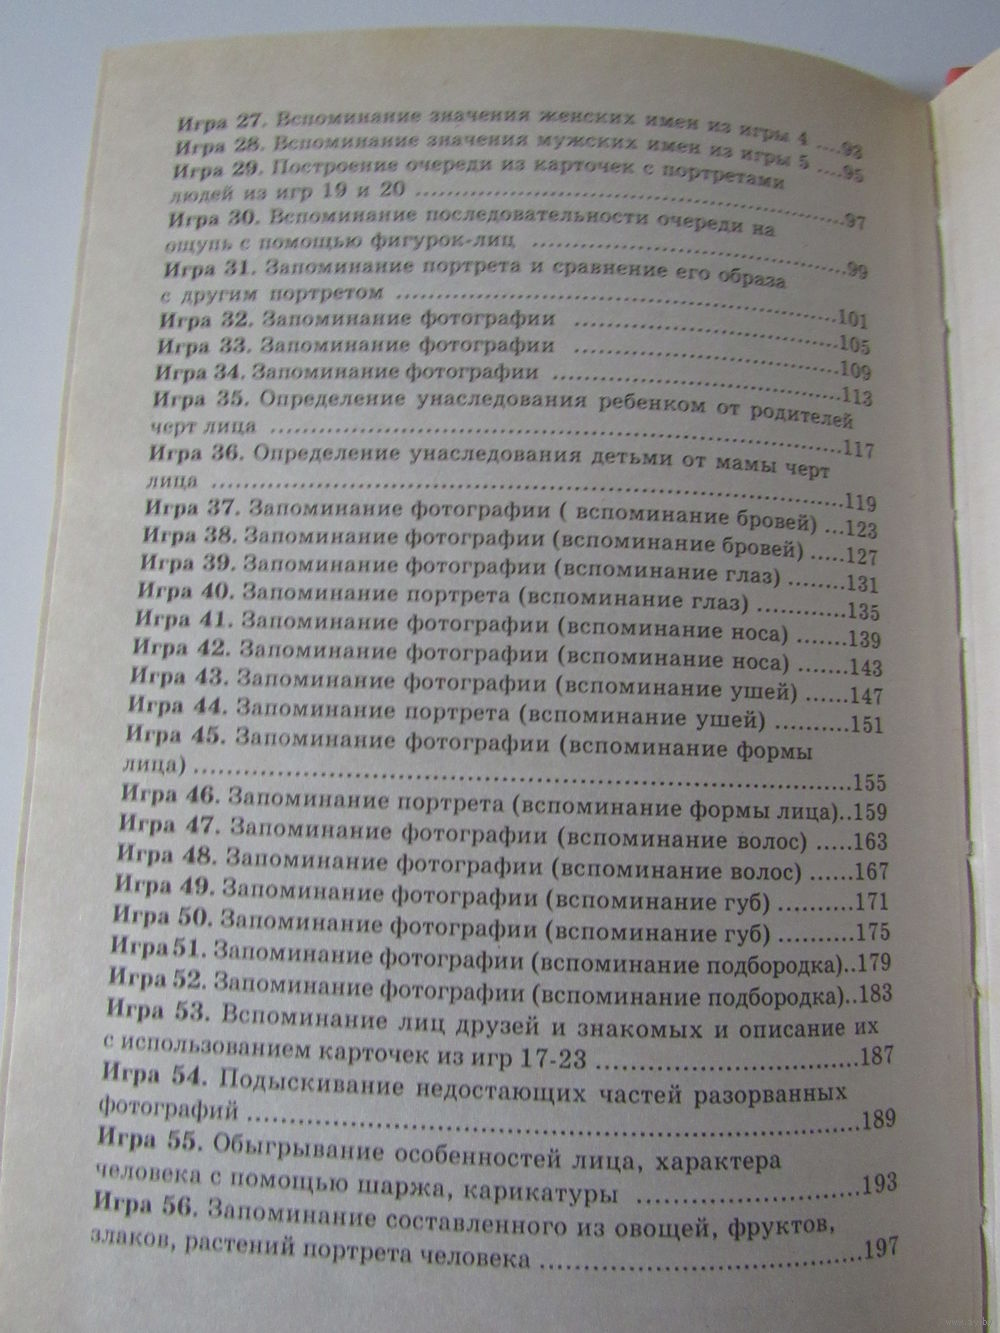 Игра 27. Вспоминание значения женских имен из игры 4 ....93
Игра 28. Вспоминание значения мужских имен из игры 5 ....95
Игра 29. Построение очереди из карточек с портретами
людей из игр 19 и 20 ....97
Игра 30. Вспоминание последовательности очереди на
ощупь с помощью фигурок-лиц ....99
Игра 31. Запоминание портрета и сравнение его образа
с другим портретом ....101
Игра 32. Запоминание фотографии ....105
Игра 33. Запоминание фотографии ....109
Игра 34. Запоминание фотографии ....113
Игра 35. Определение унаследования ребенком от родителей
черт лица ....117
Игра 36. Определение унаследования детьми от мамы черт
лица ....119
Игра 37. Запоминание фотографии ( вспоминание бровей) ...123
Игра 38. Запоминание фотографии (вспоминание бровей) .....127
Игра 39. Запоминание фотографии (вспоминание глаз) ........131
Игра 40. Запоминание портрета (вспоминание глаз) ............135
Игра 41. Запоминание фотографии (вспоминание носа) .......139
Игра 42. Запоминание фотографии (вспоминание носа) .......143
Игра 43. Запоминание фотографии (вспоминание ушей) ......147
Игра 44. Запоминание портрета (вспоминание ушей) ..........151
Игра 45. Запоминание фотографии (вспоминание формы
лица) ....155
Игра 46. Запоминание портрета (вспоминание формы лица)..159
Игра 47. Запоминание фотографии (вспоминание волос) .....163
Игра 48. Запоминание фотографии (вспоминание волос) ......167
Игра 49. Запоминание фотографии (вспоминание губ) ..........171
Игра 50. Запоминание фотографии (вспоминание губ) ..........175
Игра 51. Запоминание фотографии (вспоминание подбородка)..179
Игра 52. Запоминание фотографии (вспоминание подбородка)..183
Игра 53. Вспоминание лиц друзей и знакомых и описание их
с использованием карточек из игр 17-23 ....187
Игра 54. Подыскивание недостающих частей разорванных
фотографий ....189
Игра 55. Обыгрывание особенностей лица, характера
человека с помощью шаржа, карикатуры ....193
Игра 56. Запоминание составленного из овощей, фруктов,
злаков, растений портрета человека ....197